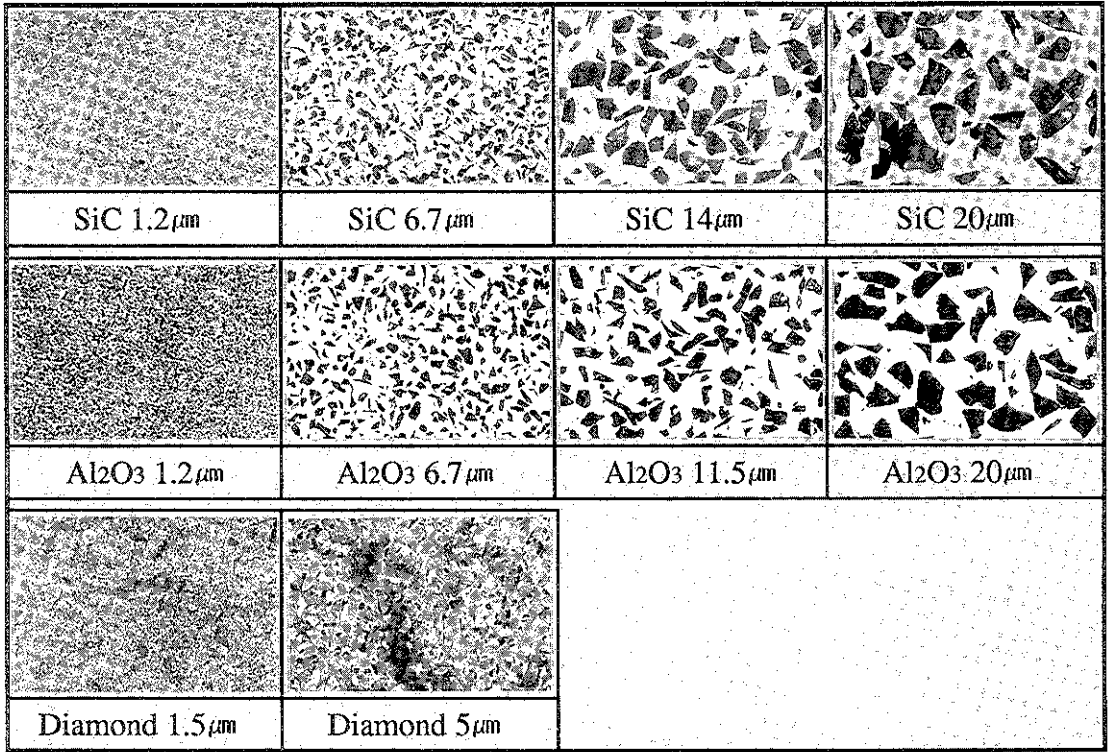 SiC 1.2㎛ SiC 6.7㎛ SiC 14㎛ SiC 20㎛
Al2O3 1.2㎛ Al2O3 6.7㎛ Al2O3 11.5㎛ Al2O3 20㎛
Diamond 1.5㎛ Diamond 5㎛